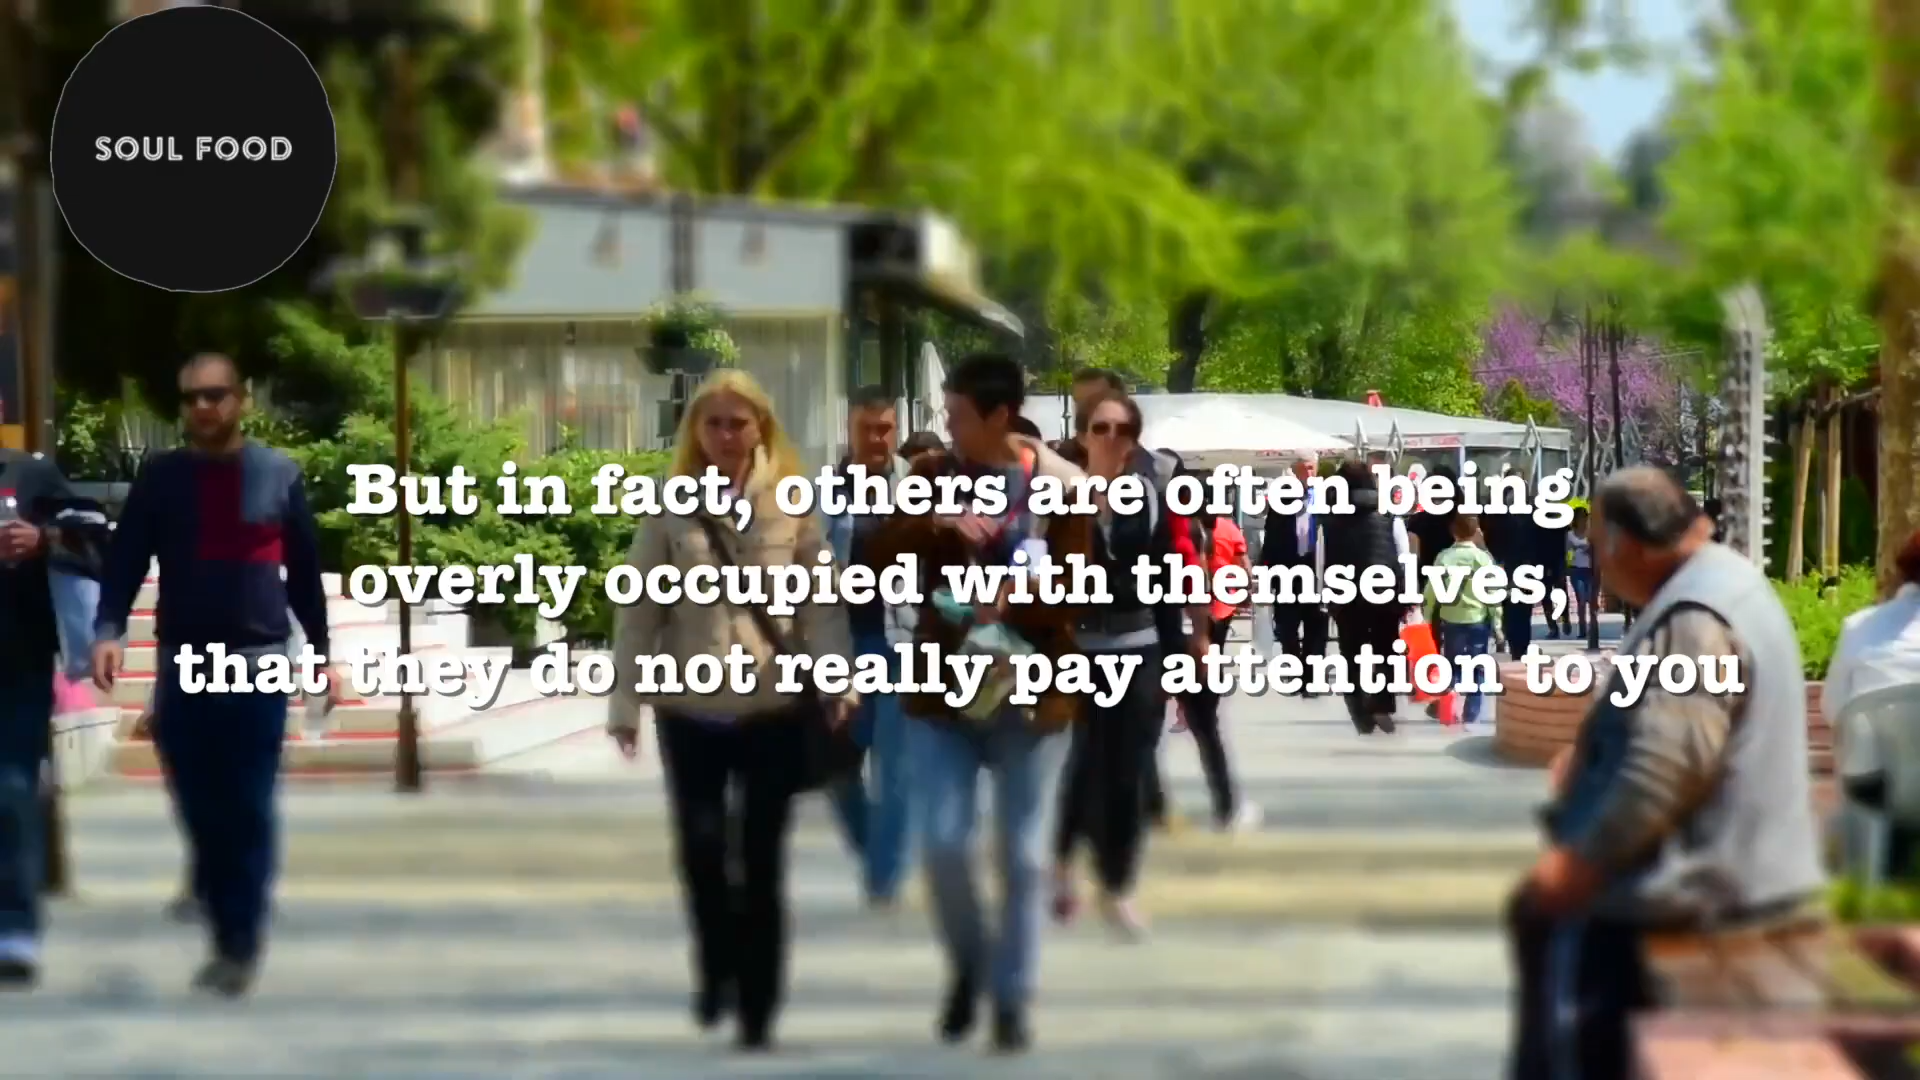 SOUL FOOD
But in fact, others are often being
overly occupied with themselves,
that they do not really pay attention to you